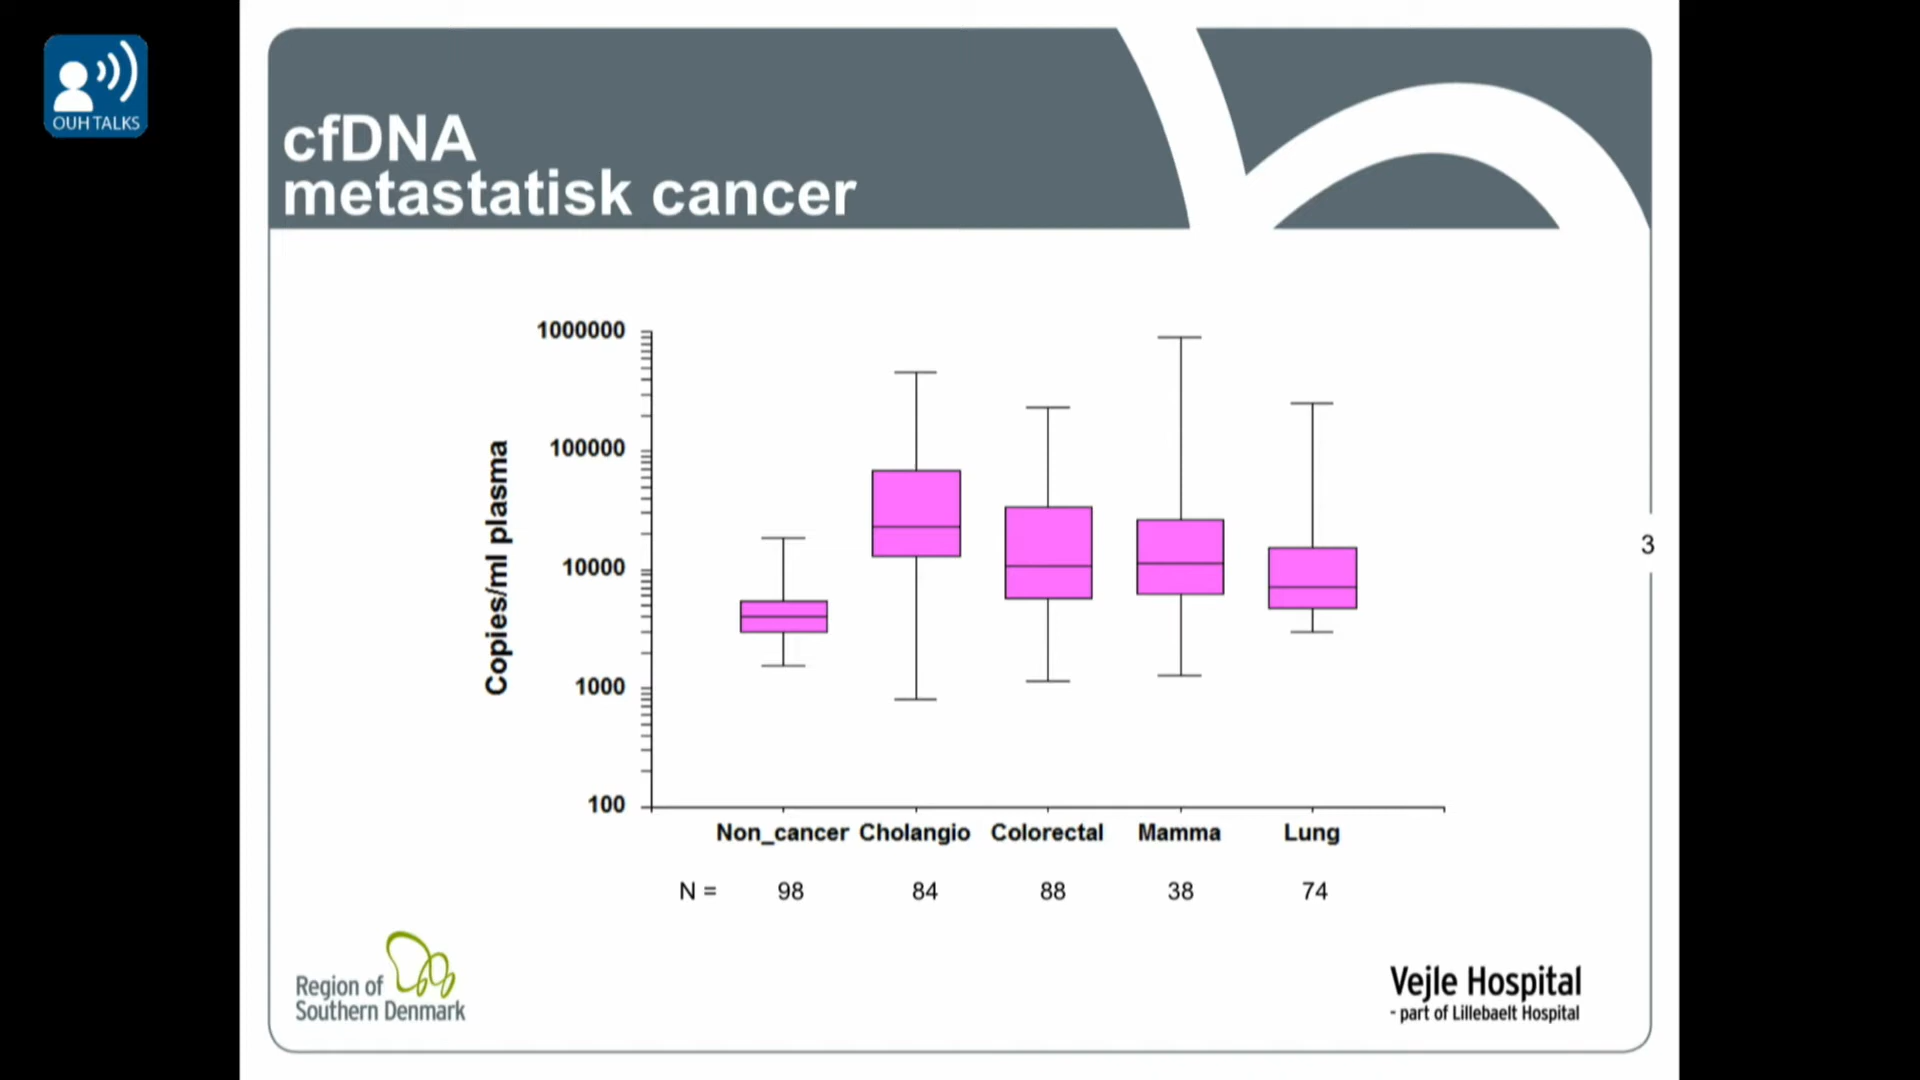 OUH TALKS
cfDNA
metastatisk cancer
1000000
100000
10000
1000
100
Copies/ml plasma
Non_cancer Cholangio Colorectal Mamma Lung
N = 98 84 88 38 74
3
Region of
Southern Denmark
Vejle Hospital
- part of Lillebaelt Hospital